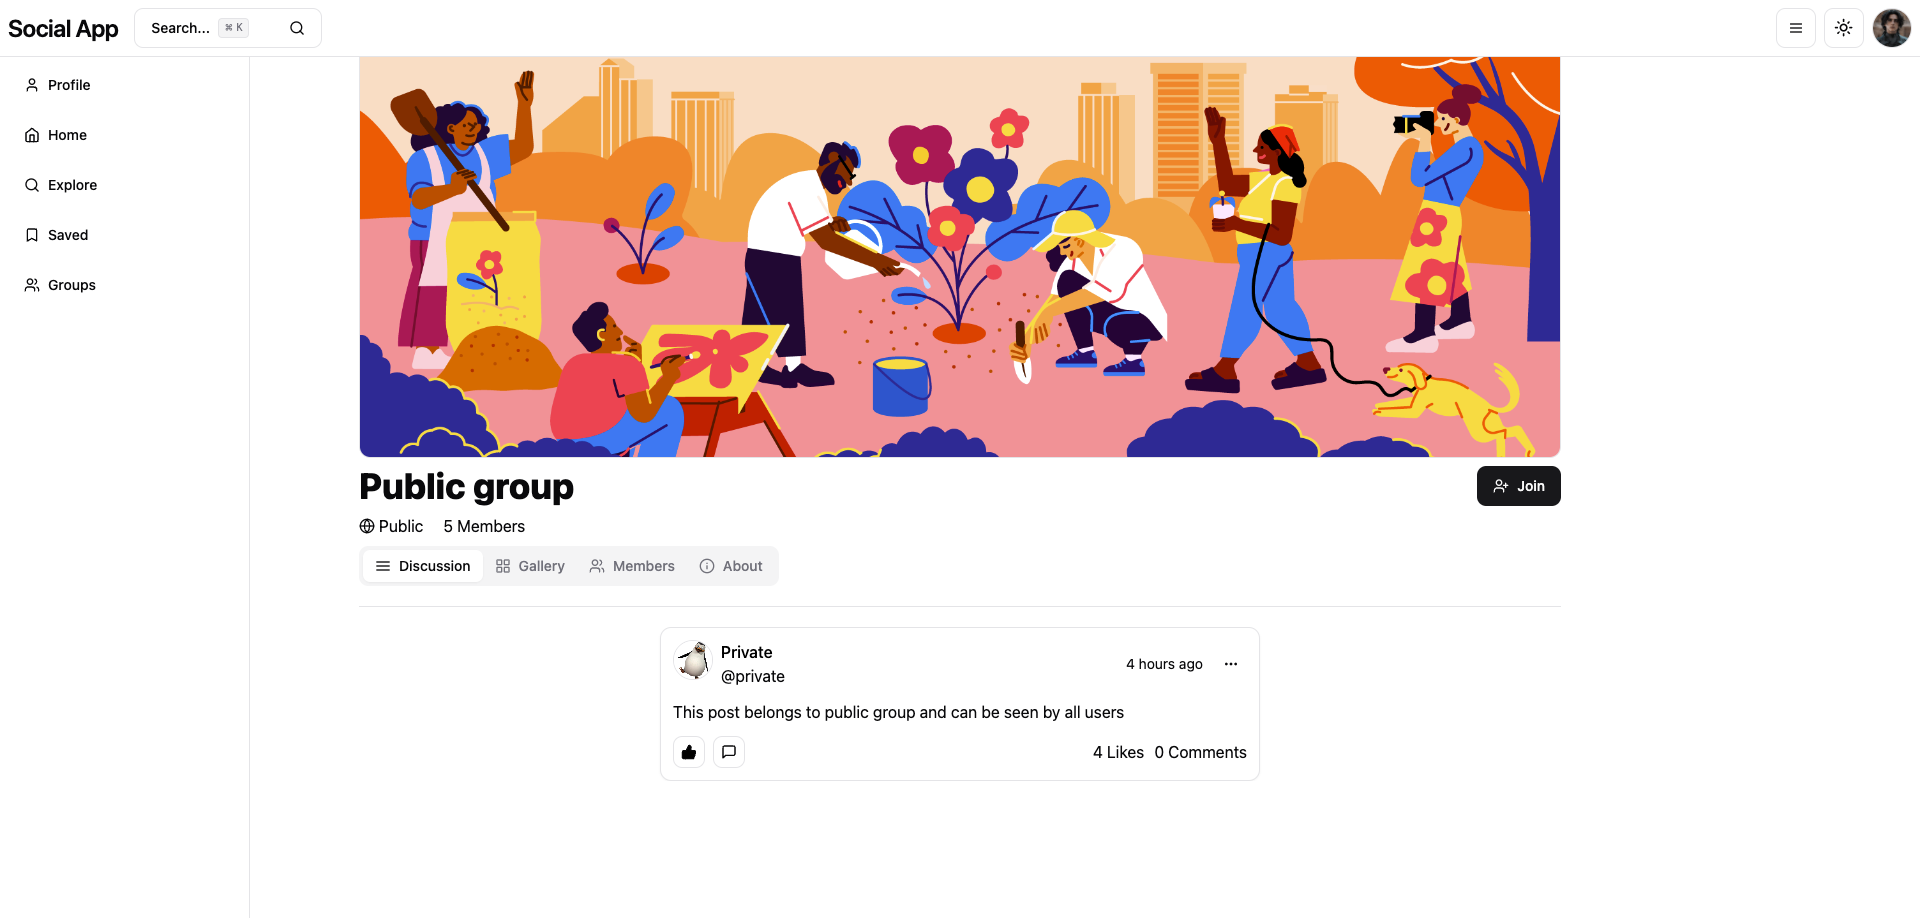 Social App
Search... ⌘ K
Profile
Home
Explore
Saved
Groups
Public group
Join
Public 5 Members
Discussion Gallery Members About
Private
@private
4 hours ago
This post belongs to public group and can be seen by all users
4 Likes 0 Comments